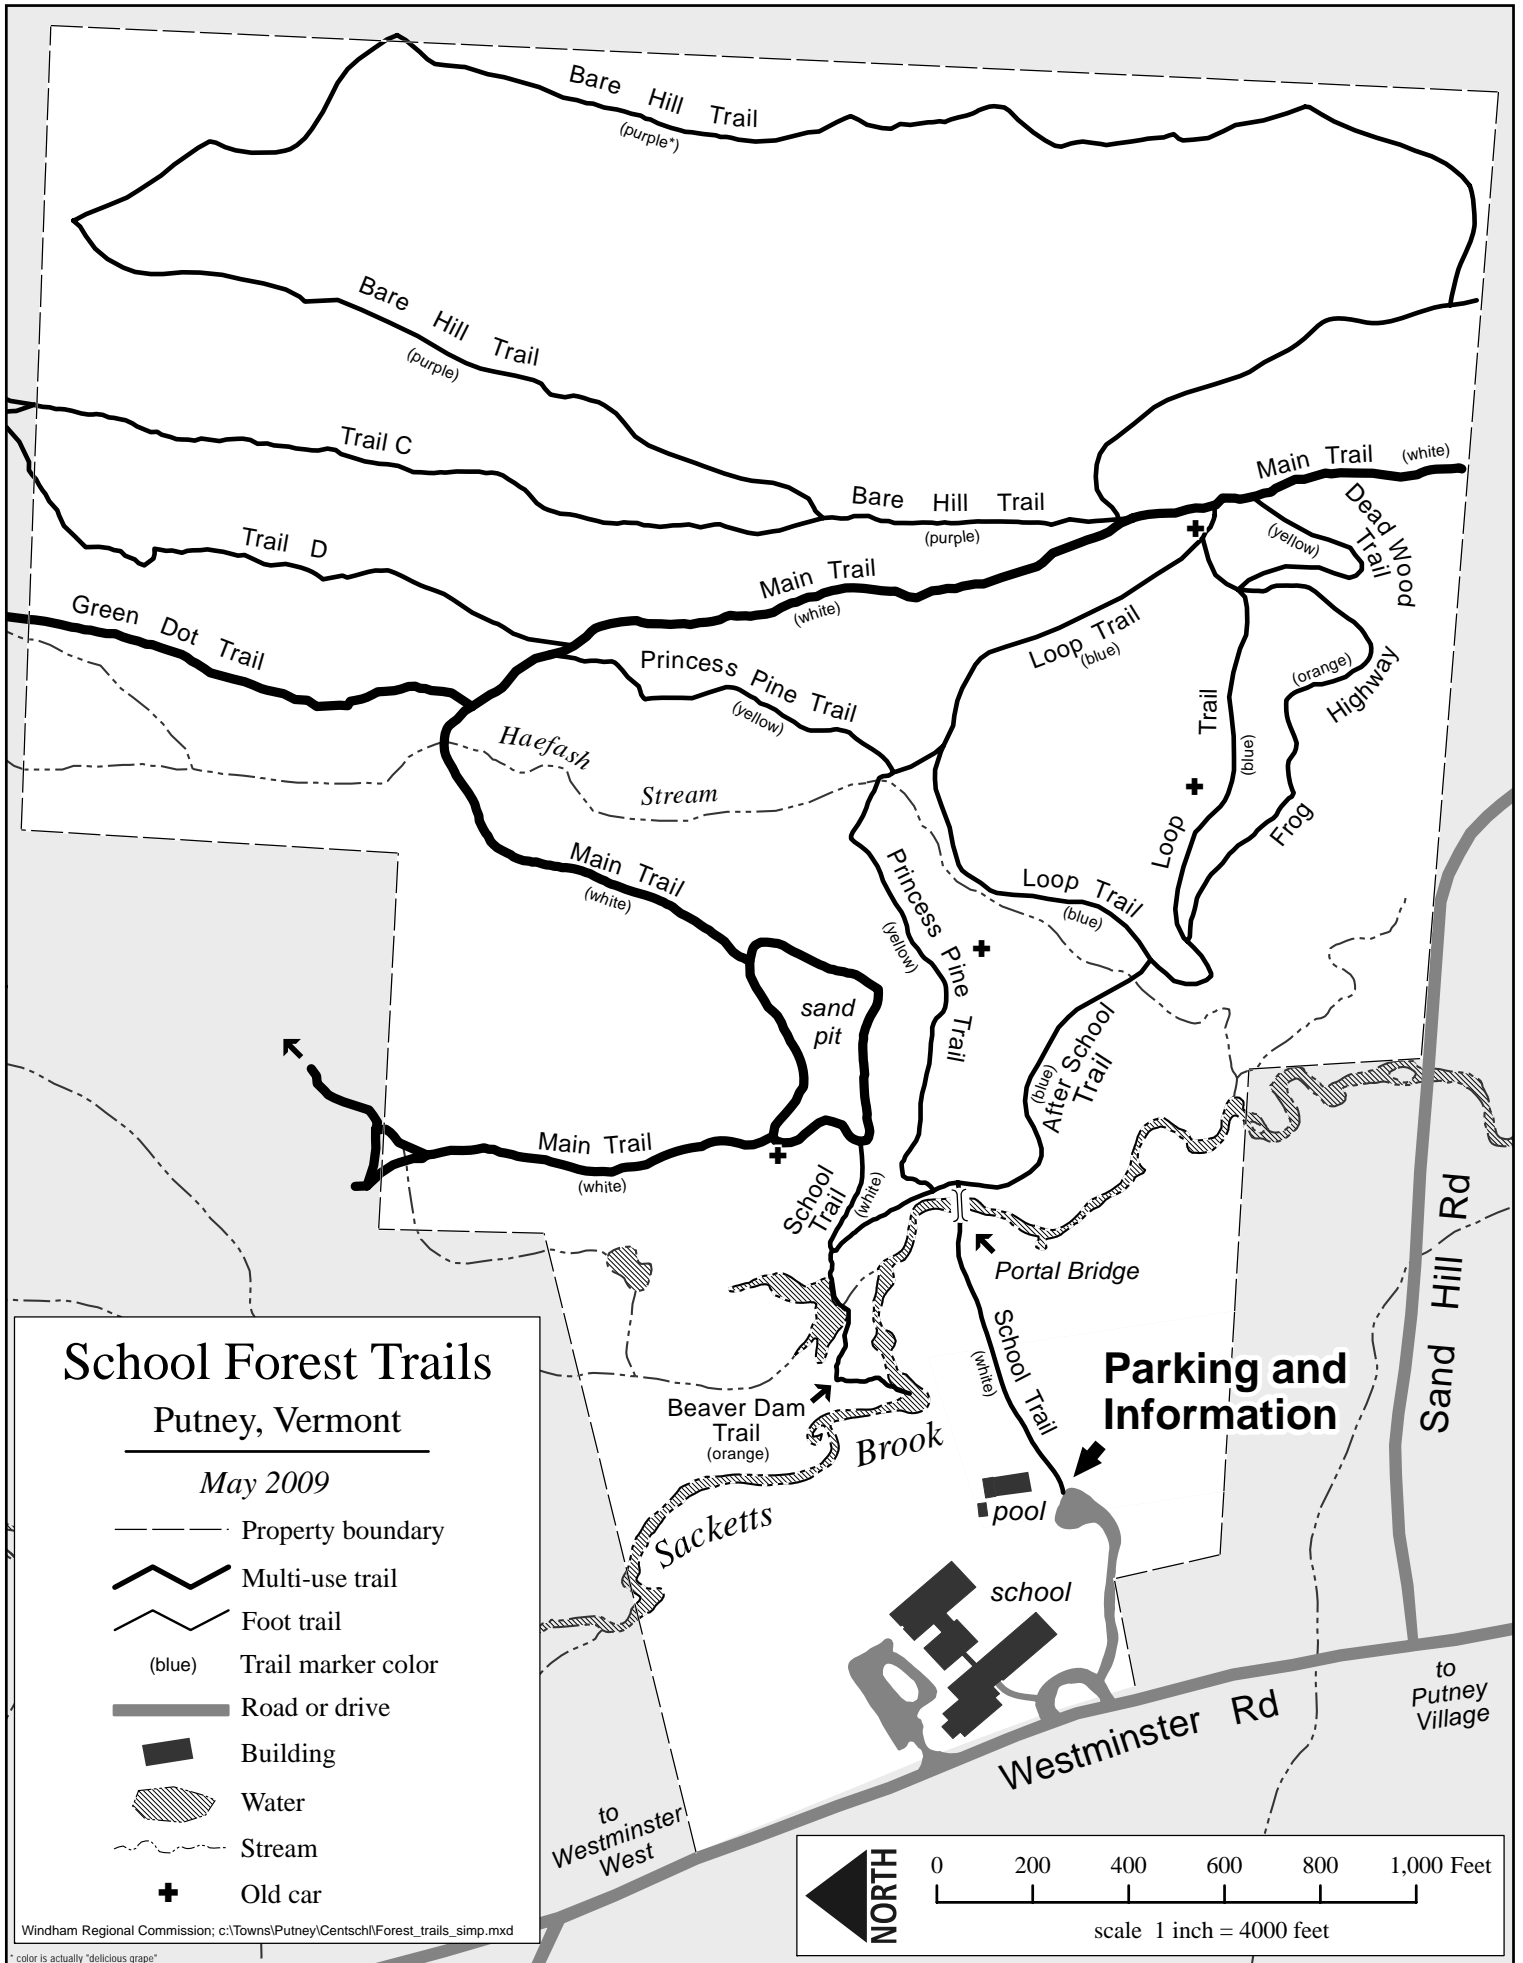 Bare Hill Trail
(purple*)
Bare Hill Trail
(purple)
Trail C
Bare Hill Trail
(purple)
Main Trail (white)
Dead Wood
Trail
(yellow)
Trail D
Main Trail
(white)
Green Dot Trail
Princess Pine Trail
(yellow)
Loop Trail
(blue)
(orange)
Frog Highway
Loop Trail
(blue)
Haefash
Stream
Main Trail
(white)
Princess Pine Trail
(yellow)
Loop Trail
(blue)
sand
pit
After School
Trail
(blue)
Main Trail
(white)
School
Trail
(white)
Portal Bridge
School Trail
(white)
Sand Hill Rd
Parking and
Information
Beaver Dam
Trail
(orange)
Sacketts Brook
pool
school
Westminster Rd
to
Putney
Village
to
Westminster
West
School Forest Trails
Putney, Vermont
May 2009
Property boundary
Multi-use trail
Foot trail
(blue) Trail marker color
Road or drive
Building
Water
Stream
Old car
Windham Regional Commission; c:\Towns\Putney\Centschl\Forest_trails_simp.mxd
* color is actually "delicious grape"
NORTH
0 200 400 600 800 1,000 Feet
scale 1 inch = 4000 feet